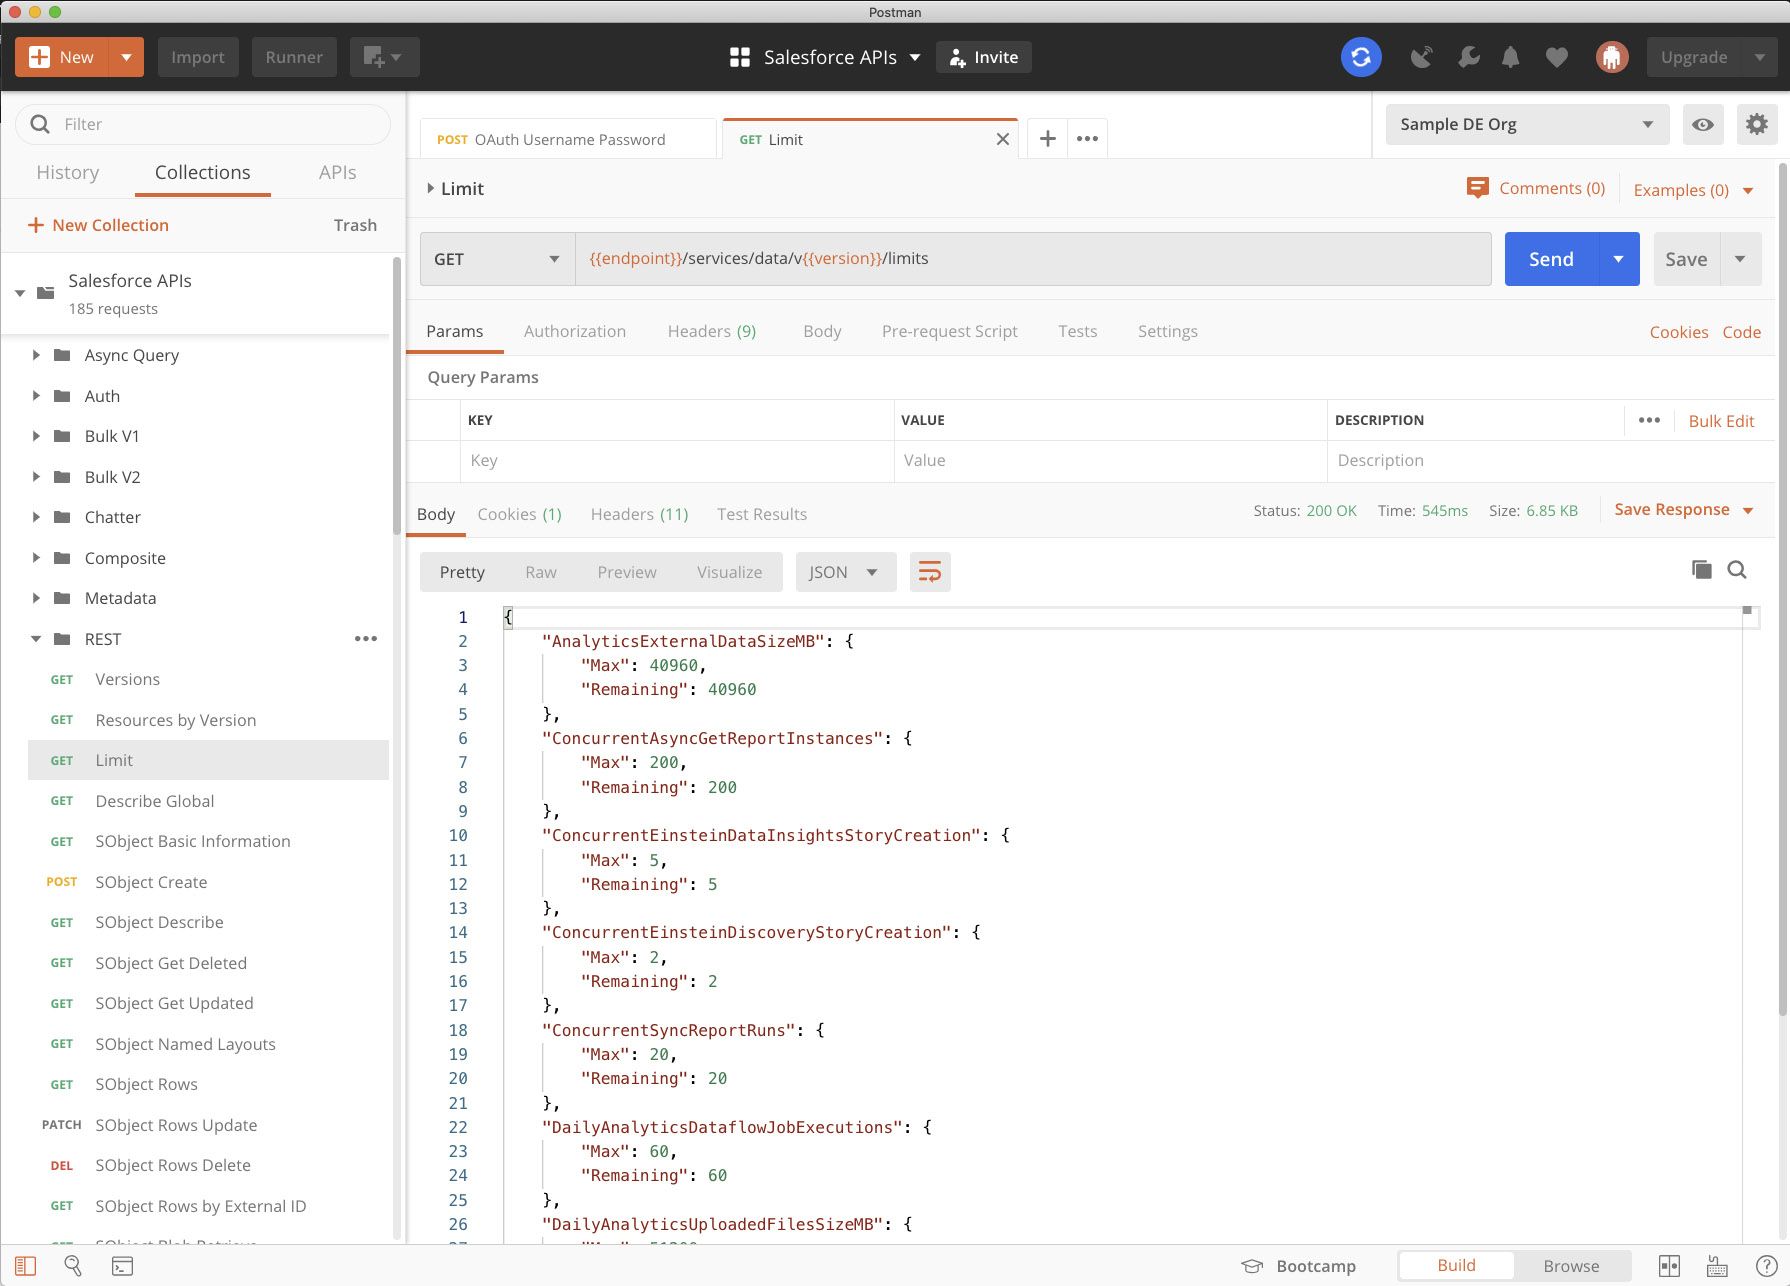 Postman
New
Import
Runner
Salesforce APIs
Invite
Upgrade
Filter
History
Collections
APIs
New Collection
Trash
Salesforce APIs
185 requests
Async Query
Auth
Bulk V1
Bulk V2
Chatter
Composite
Metadata
REST
GET Versions
GET Resources by Version
GET Limit
GET Describe Global
GET SObject Basic Information
POST SObject Create
GET SObject Describe
GET SObject Get Deleted
GET SObject Get Updated
GET SObject Named Layouts
GET SObject Rows
PATCH SObject Rows Update
DEL SObject Rows Delete
GET SObject Rows by External ID
POST OAuth Username Password
GET Limit
Sample DE Org
Limit
Comments (0)
Examples (0)
GET
{{endpoint}}/services/data/v{{version}}/limits
Send
Save
Params
Authorization
Headers (9)
Body
Pre-request Script
Tests
Settings
Cookies
Code
Query Params
KEY
VALUE
DESCRIPTION
Bulk Edit
Key
Value
Description
Body
Cookies (1)
Headers (11)
Test Results
Status: 200 OK
Time: 545ms
Size: 6.85 KB
Save Response
Pretty
Raw
Preview
Visualize
JSON
1 {
2 "AnalyticsExternalDataSizeMB": {
3 "Max": 40960,
4 "Remaining": 40960
5 },
6 "ConcurrentAsyncGetReportInstances": {
7 "Max": 200,
8 "Remaining": 200
9 },
10 "ConcurrentEinsteinDataInsightsStoryCreation": {
11 "Max": 5,
12 "Remaining": 5
13 },
14 "ConcurrentEinsteinDiscoveryStoryCreation": {
15 "Max": 2,
16 "Remaining": 2
17 },
18 "ConcurrentSyncReportRuns": {
19 "Max": 20,
20 "Remaining": 20
21 },
22 "DailyAnalyticsDataflowJobExecutions": {
23 "Max": 60,
24 "Remaining": 60
25 },
26 "DailyAnalyticsUploadedFilesSizeMB": {
Bootcamp
Build
Browse